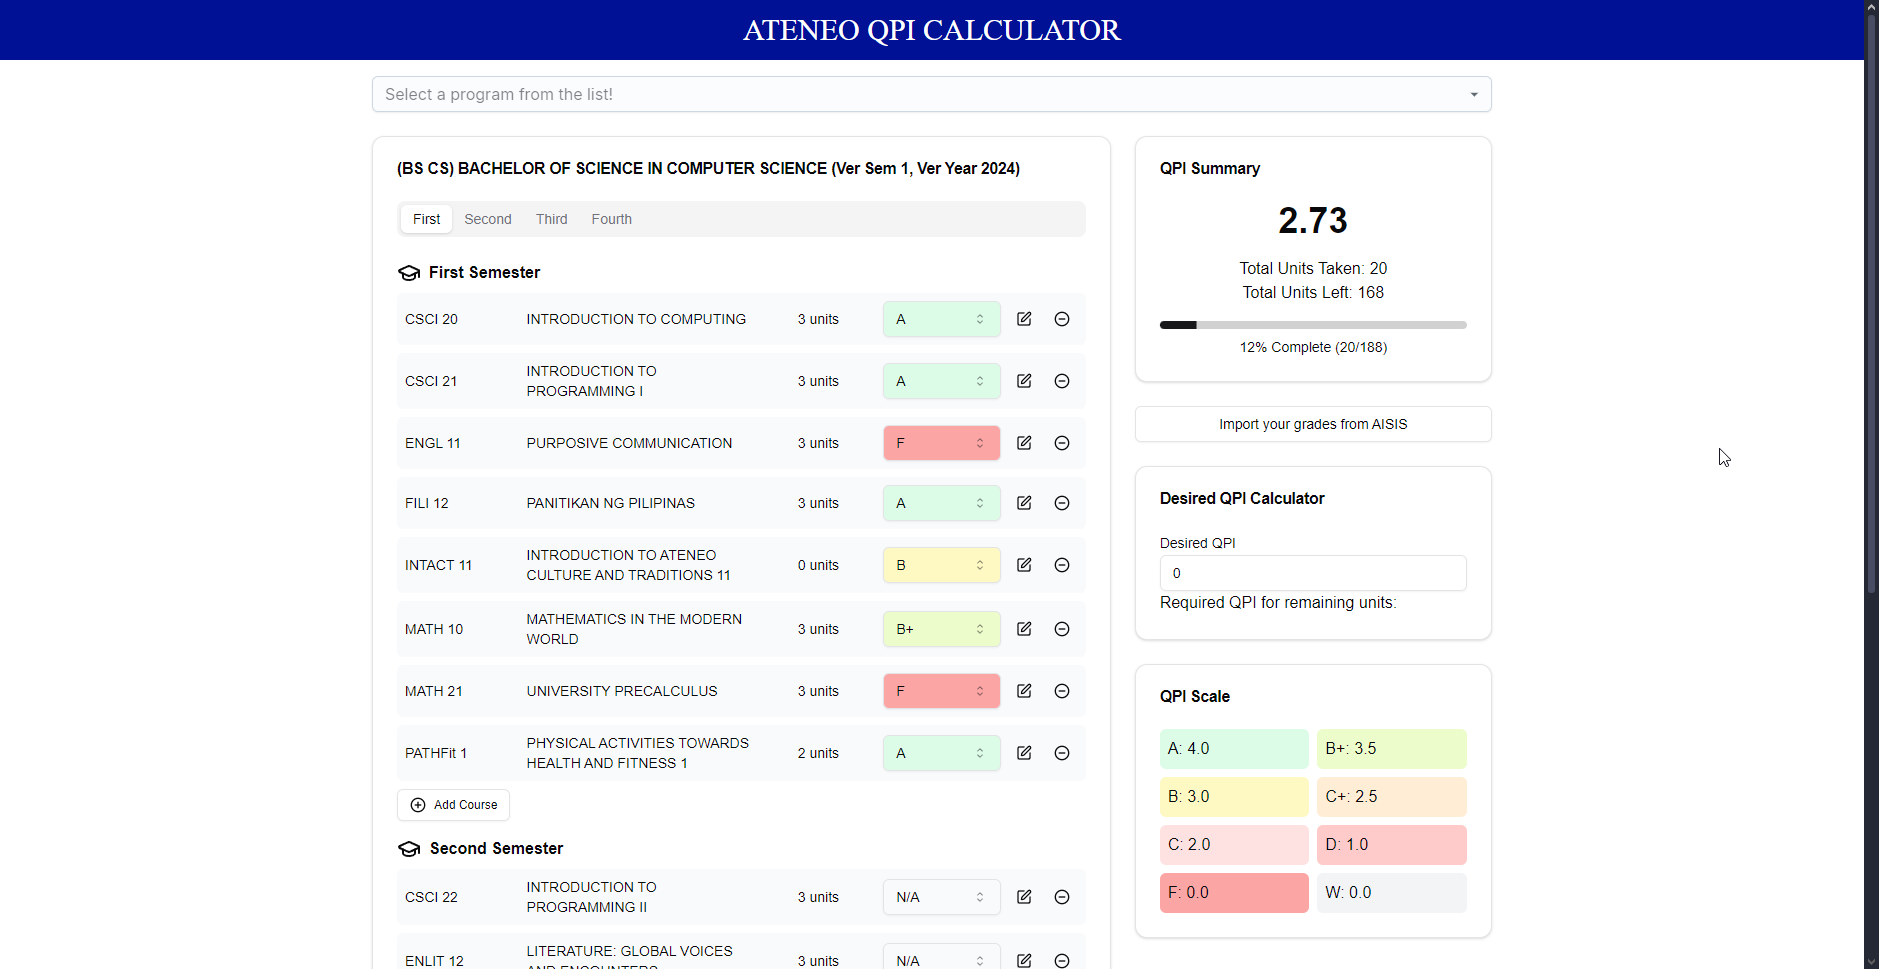 ATENEO QPI CALCULATOR
Select a program from the list!
(BS CS) BACHELOR OF SCIENCE IN COMPUTER SCIENCE (Ver Sem 1, Ver Year 2024)
First Second Third Fourth
First Semester
CSCI 20 INTRODUCTION TO COMPUTING 3 units A
CSCI 21 INTRODUCTION TO
PROGRAMMING I 3 units A
ENGL 11 PURPOSIVE COMMUNICATION 3 units F
FILI 12 PANITIKAN NG PILIPINAS 3 units A
INTACT 11 INTRODUCTION TO ATENEO
CULTURE AND TRADITIONS 11 0 units B
MATH 10 MATHEMATICS IN THE MODERN
WORLD 3 units B+
MATH 21 UNIVERSITY PRECALCULUS 3 units F
PATHFit 1 PHYSICAL ACTIVITIES TOWARDS
HEALTH AND FITNESS 1 2 units A
Add Course
Second Semester
CSCI 22 INTRODUCTION TO
PROGRAMMING II 3 units N/A
ENLIT 12 LITERATURE: GLOBAL VOICES
AND ENCOUNTERS 3 units N/A
QPI Summary
2.73
Total Units Taken: 20
Total Units Left: 168
12% Complete (20/188)
Import your grades from AISIS
Desired QPI Calculator
Desired QPI
0
Required QPI for remaining units:
QPI Scale
A: 4.0 B+: 3.5
B: 3.0 C+: 2.5
C: 2.0 D: 1.0
F: 0.0 W: 0.0